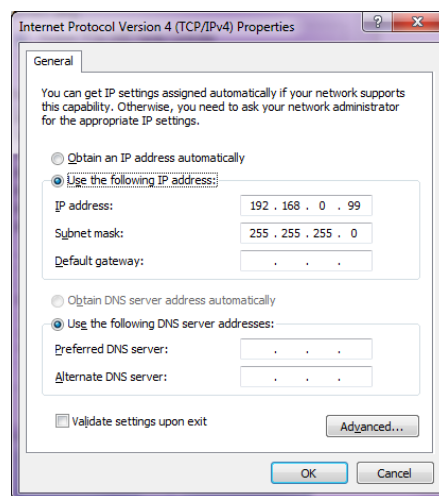 Internet Protocol Version 4 (TCP/IPv4) Properties
General
You can get IP settings assigned automatically if your network supports
this capability. Otherwise, you need to ask your network administrator
for the appropriate IP settings.
Obtain an IP address automatically
Use the following IP address:
IP address: 192 . 168 . 0 . 99
Subnet mask: 255 . 255 . 255 . 0
Default gateway: . . .
Obtain DNS server address automatically
Use the following DNS server addresses:
Preferred DNS server: . . .
Alternate DNS server: . . .
Validate settings upon exit
Advanced...
OK Cancel